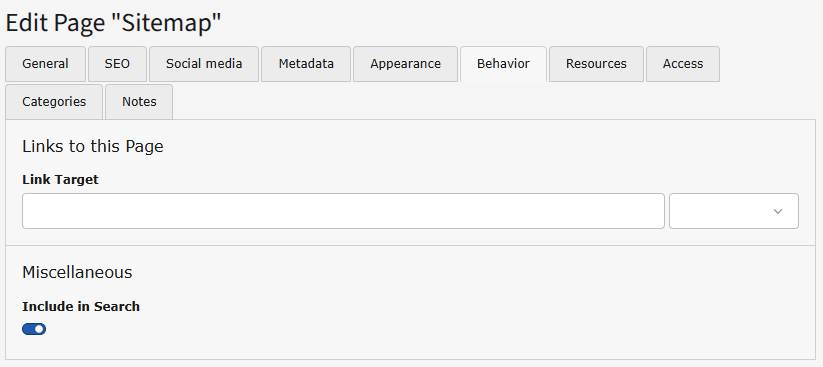 Edit Page "Sitemap"
General SEO Social media Metadata Appearance Behavior Resources Access
Categories Notes
Links to this Page
Link Target
Miscellaneous
Include in Search